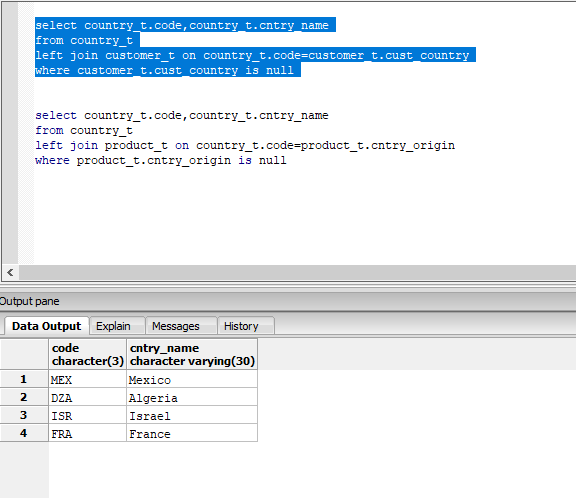 select country_t.code,country_t.cntry_name
from country_t
left join customer_t on country_t.code=customer_t.cust_country
where customer_t.cust_country is null
select country_t.code,country_t.cntry_name
from country_t
left join product_t on country_t.code=product_t.cntry_origin
where product_t.cntry_origin is null
Output pane
Data Output Explain Messages History
code cntry_name
character(3) character varying(30)
1 MEX Mexico
2 DZA Algeria
3 ISR Israel
4 FRA France